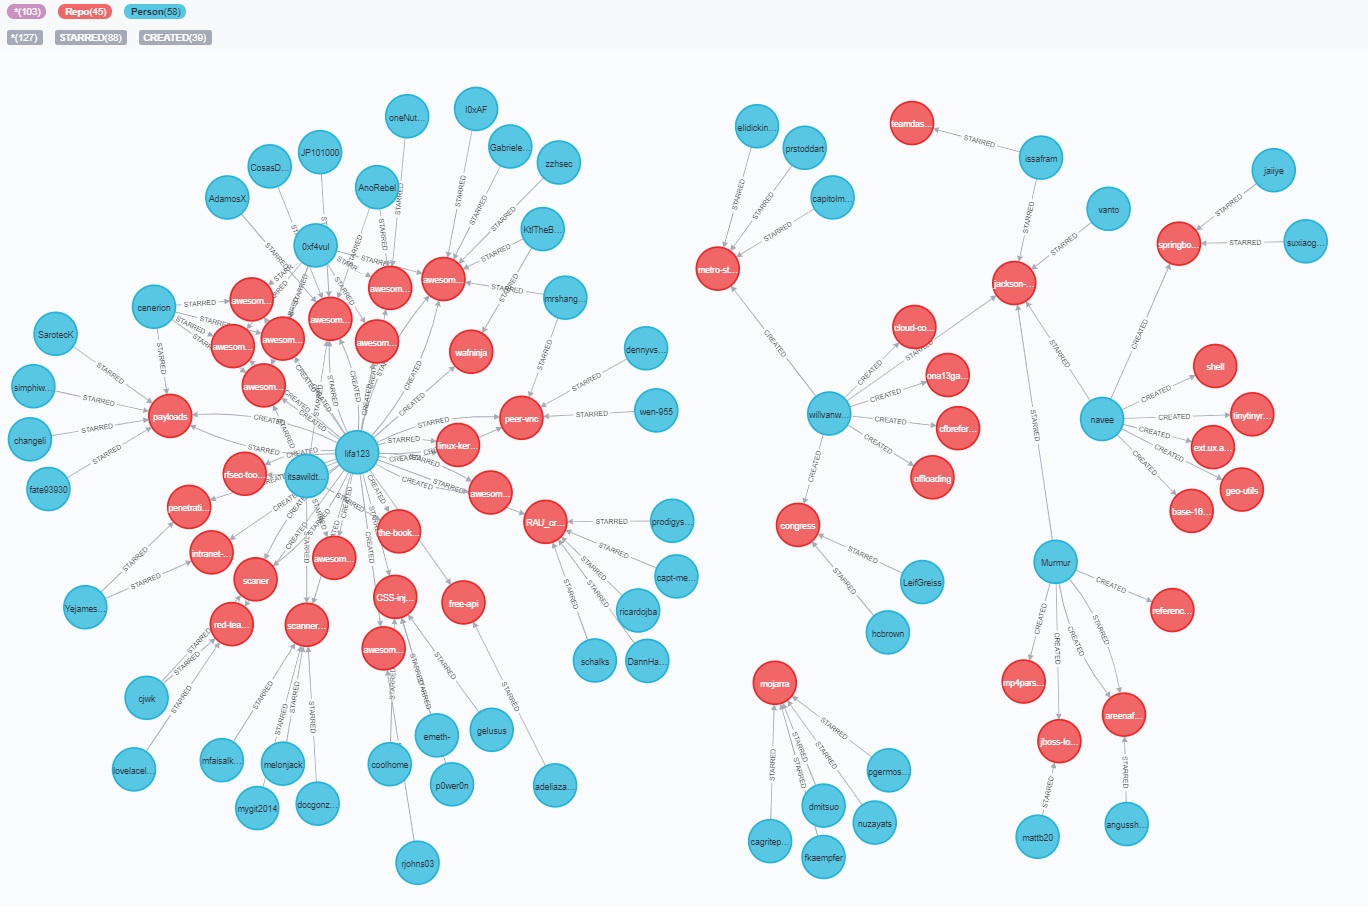 *(103) Repo(45) Person(58)
*(127) STARRED(88) CREATED(39)
oneNut...
l0xAF
Gabriele...
zzhsec
JP101000
CosasD...
AdamosX
AnoRebel
KtlTheB...
0xf4vul
mrshang...
cenerion
SarotecK
simphiw...
changeli
fate93930
awesom...
awesom...
awesom...
awesom...
awesom...
awesom...
awesom...
awesom...
wafninja
dennyvs...
wen-955
payloads
peer-vnc
lifa123
linux-ker...
itsawildt...
rfsec-too...
awesom...
penetrati...
RAU_cr...
prodigys...
the-book...
intranet-...
awesom...
scaner
capt-me...
CSS-inj...
free-api
Yejames...
ricardojba
red-tea...
scanner...
awesom...
schalks
DannHa...
cjwk
lovelacel...
mfaisalk...
melonjack
mygit2014
docgonz...
coolhome
emeth-
gelusus
p0wer0n
adeliaza...
rjohns03
elidickin...
prstoddart
capitolm...
metro-st...
teamdas...
issafram
vanto
jackson-...
jaiiye
suxiaog...
springbo...
cloud-co...
ona13ga...
willvanw...
cfbrefer...
offloading
congress
LeifGreiss
hcbrown
navee
shell
tinytinyr...
ext.ux.a...
geo-utils
base-16...
Murmur
referenc...
mp4pars...
jboss-lo...
areenaf...
mattb20
angussh...
mojarra
pgermos...
dmitsuo
nuzayats
cagritep...
fkaempfer
STARRED
CREATED